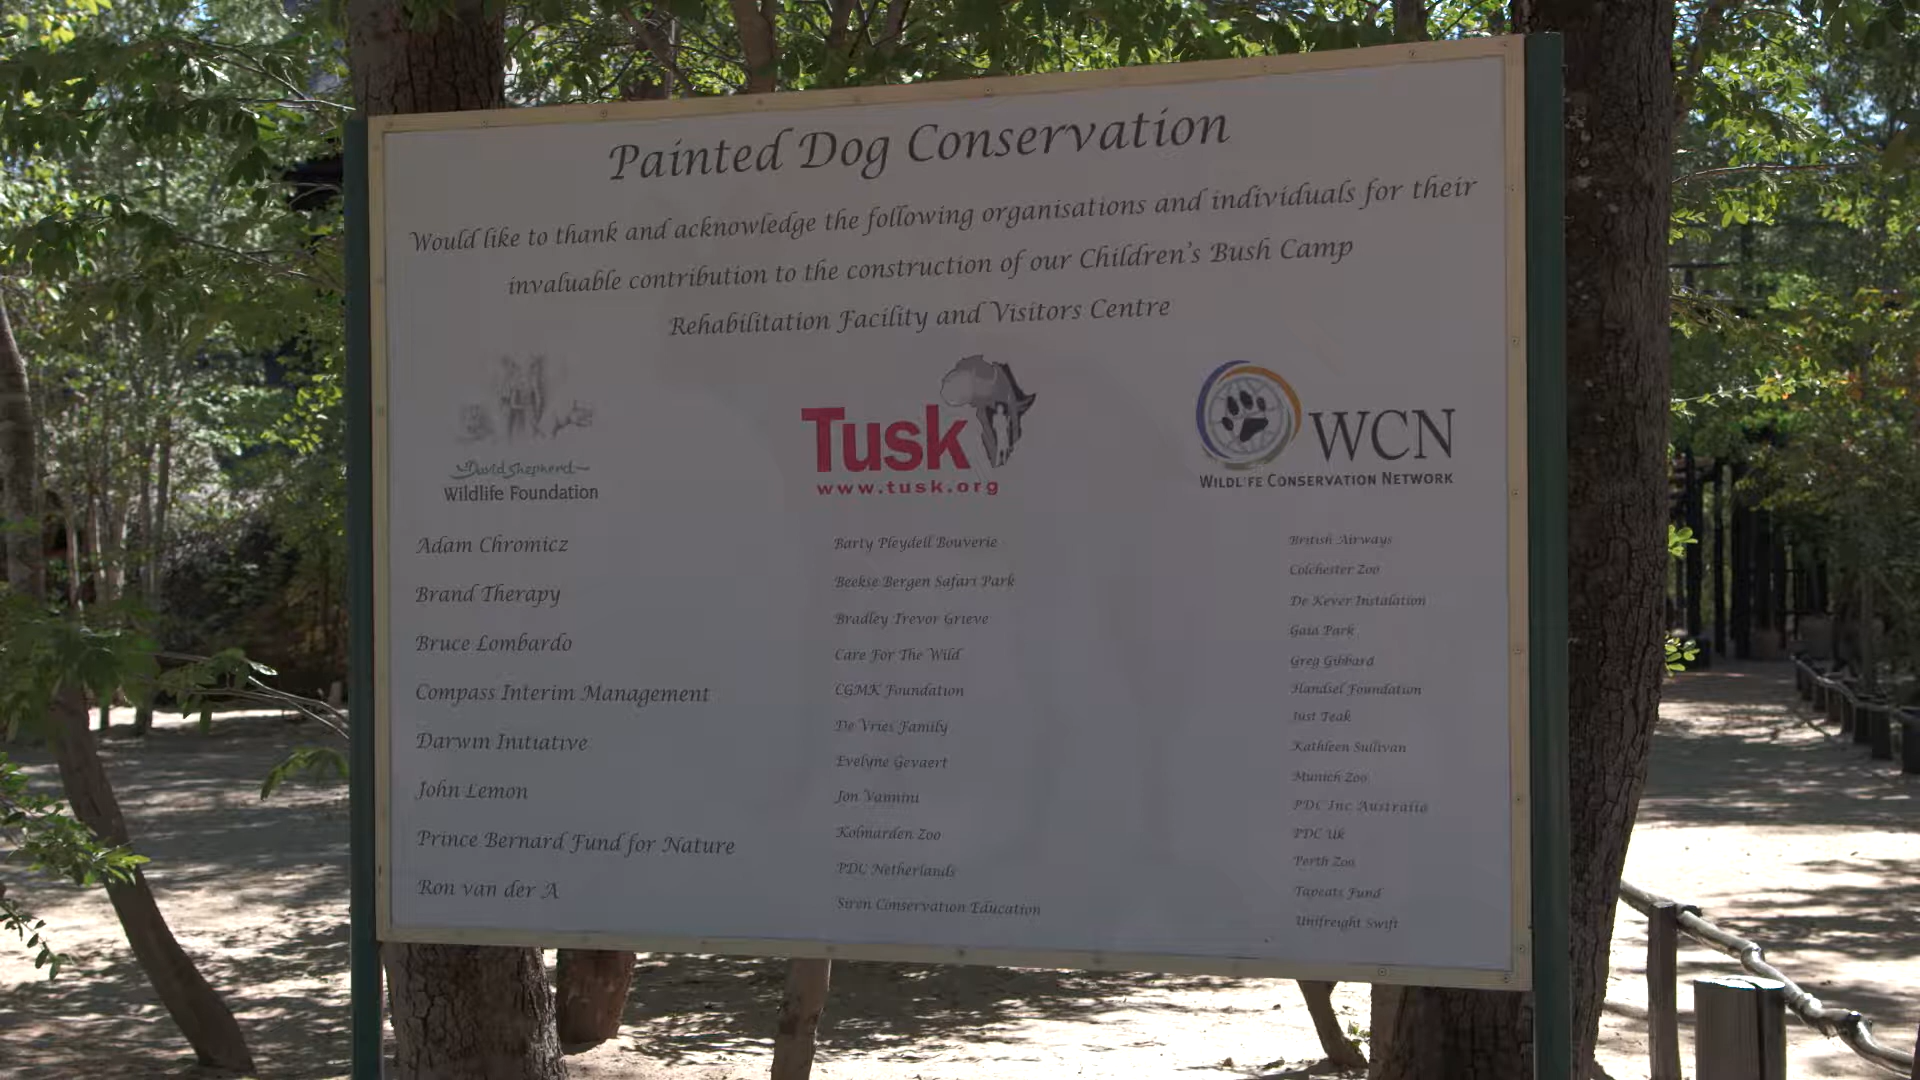 Painted Dog Conservation
Would like to thank and acknowledge the following organisations and individuals for their
invaluable contribution to the construction of our Children's Bush Camp
Rehabilitation Facility and Visitors Centre
David Shepherd
Wildlife Foundation
Tusk
www.tusk.org
WCN
WILDLIFE CONSERVATION NETWORK
Adam Chromicz
Brand Therapy
Bruce Lombardo
Compass Interim Management
Darwin Initiative
John Lemon
Prince Bernard Fund for Nature
Ron van der A
Barty Pleydell Bouverie
Beekse Bergen Safari Park
Bradley Trevor Grieve
Care For The Wild
CGMK Foundation
De Vries Family
Evelyne Gevaert
Jon Vannini
Kolmarden Zoo
PDC Netherlands
Siren Conservation Education
British Airways
Colchester Zoo
De Kever Instalation
Gaia Park
Greg Gibbard
Handsel Foundation
Just Teak
Kathleen Sullivan
Munich Zoo
PDC Inc Australia
PDC Uk
Perth Zoo
Tapeats Fund
Unifreight Swift